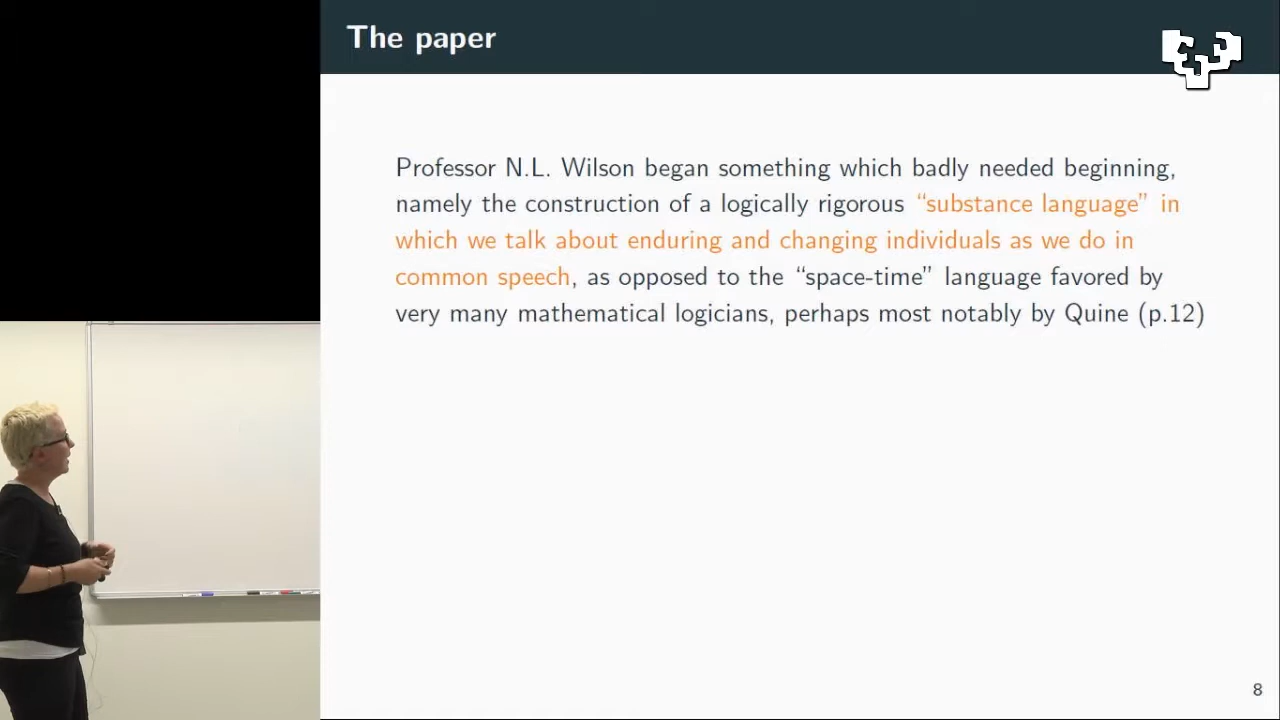 The paper
Professor N.L. Wilson began something which badly needed beginning,
namely the construction of a logically rigorous “substance language” in
which we talk about enduring and changing individuals as we do in
common speech, as opposed to the “space-time” language favored by
very many mathematical logicians, perhaps most notably by Quine (p.12)
8